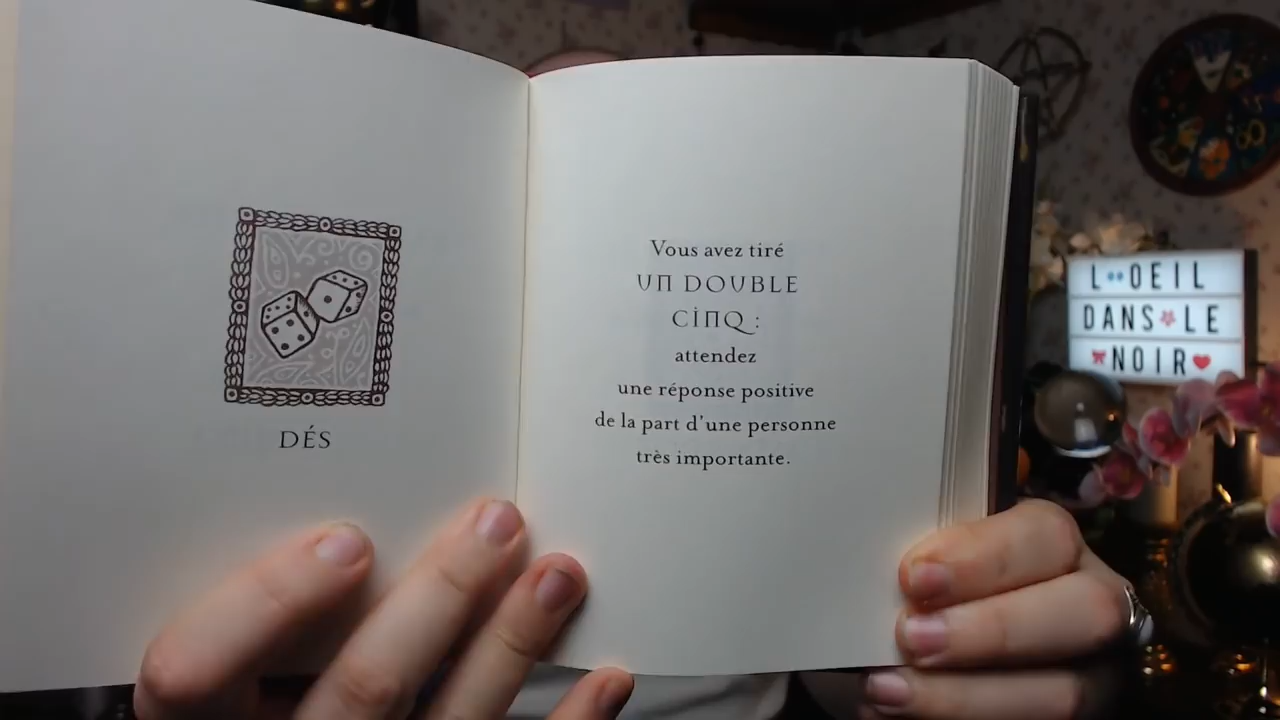 DÉS
Vous avez tiré
UN DOUBLE
CINQ :
attendez
une réponse positive
de la part d'une personne
très importante.
L OEIL
DANS LE
NOIR